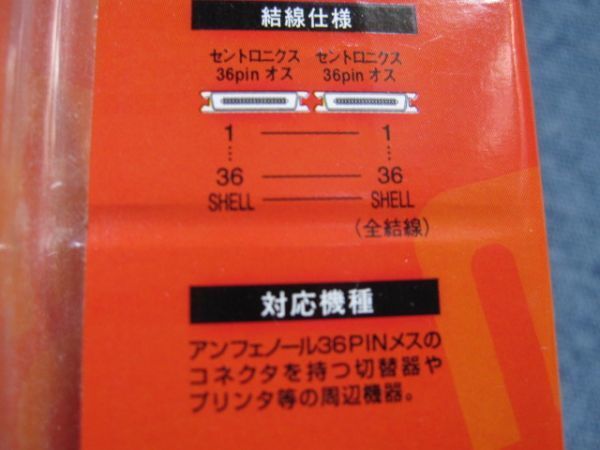 結線仕様
セントロニクス セントロニクス
36pin オス 36pin オス
1 1
36 36
SHELL SHELL
(全結線)
対応機種
アンフェノール36PINメスの
コネクタを持つ切替器や
プリンタ等の周辺機器。